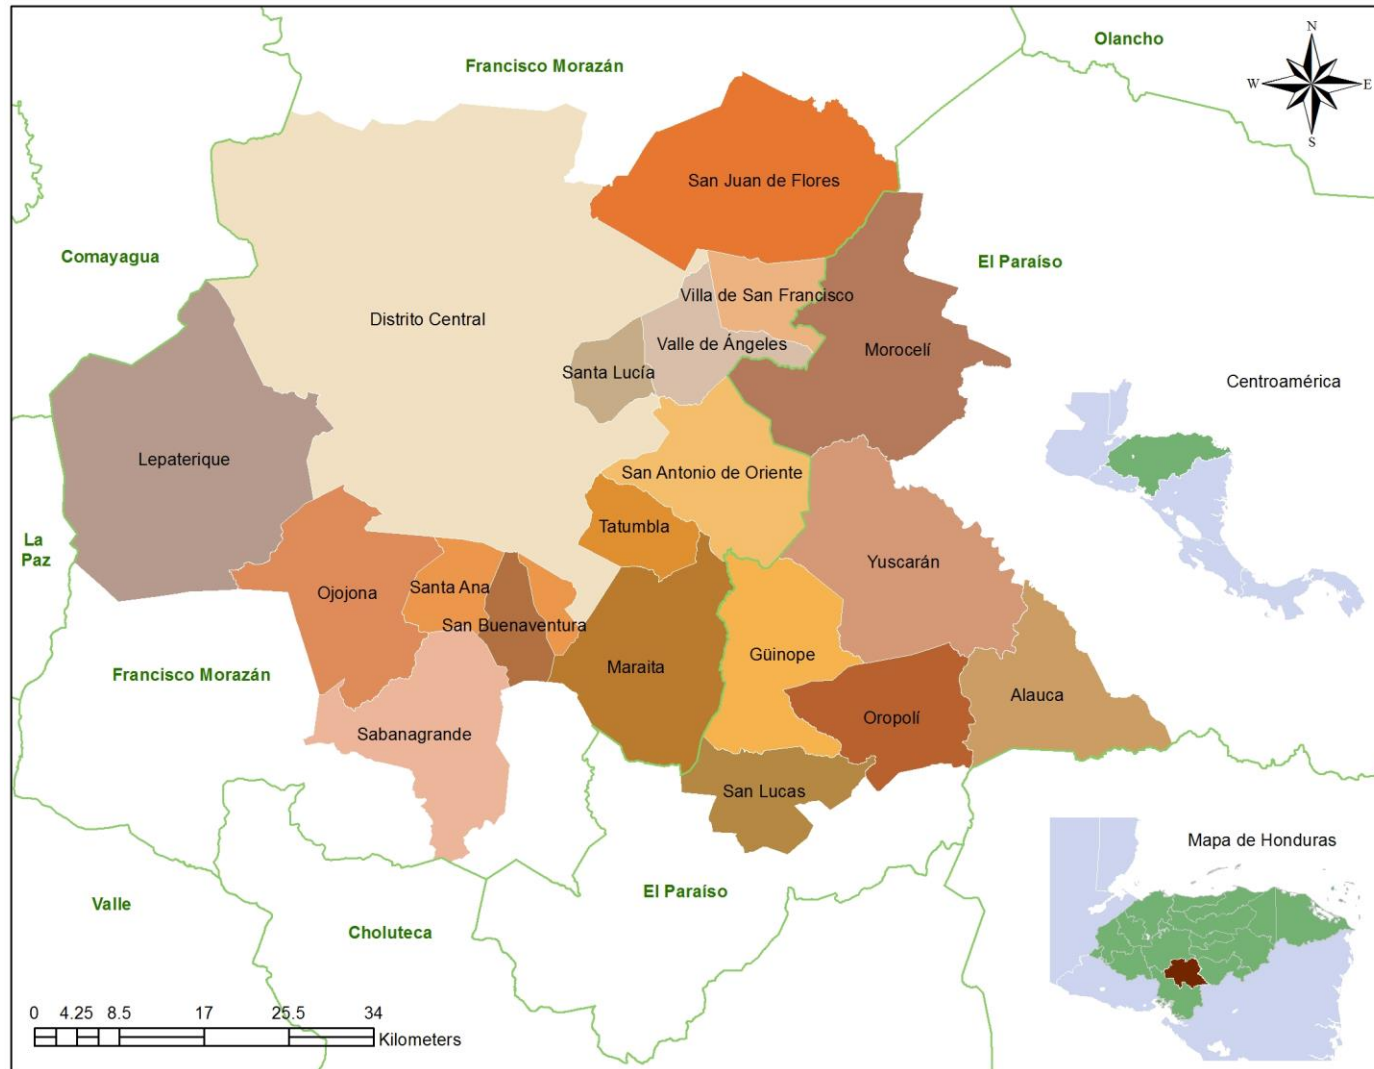 Olancho
Francisco Morazán
N
W
E
S
San Juan de Flores
Comayagua
El Paraíso
Villa de San Francisco
Distrito Central
Valle de Ángeles
Morocelí
Santa Lucía
Centroamérica
Lepaterique
San Antonio de Oriente
Tatumbla
La
Paz
Yuscarán
Ojojona
Santa Ana
San Buenaventura
Güinope
Maraita
Francisco Morazán
Alauca
Oropolí
Sabanagrande
San Lucas
Mapa de Honduras
El Paraíso
Valle
Choluteca
0 4.25 8.5 17 25.5 34
Kilometers